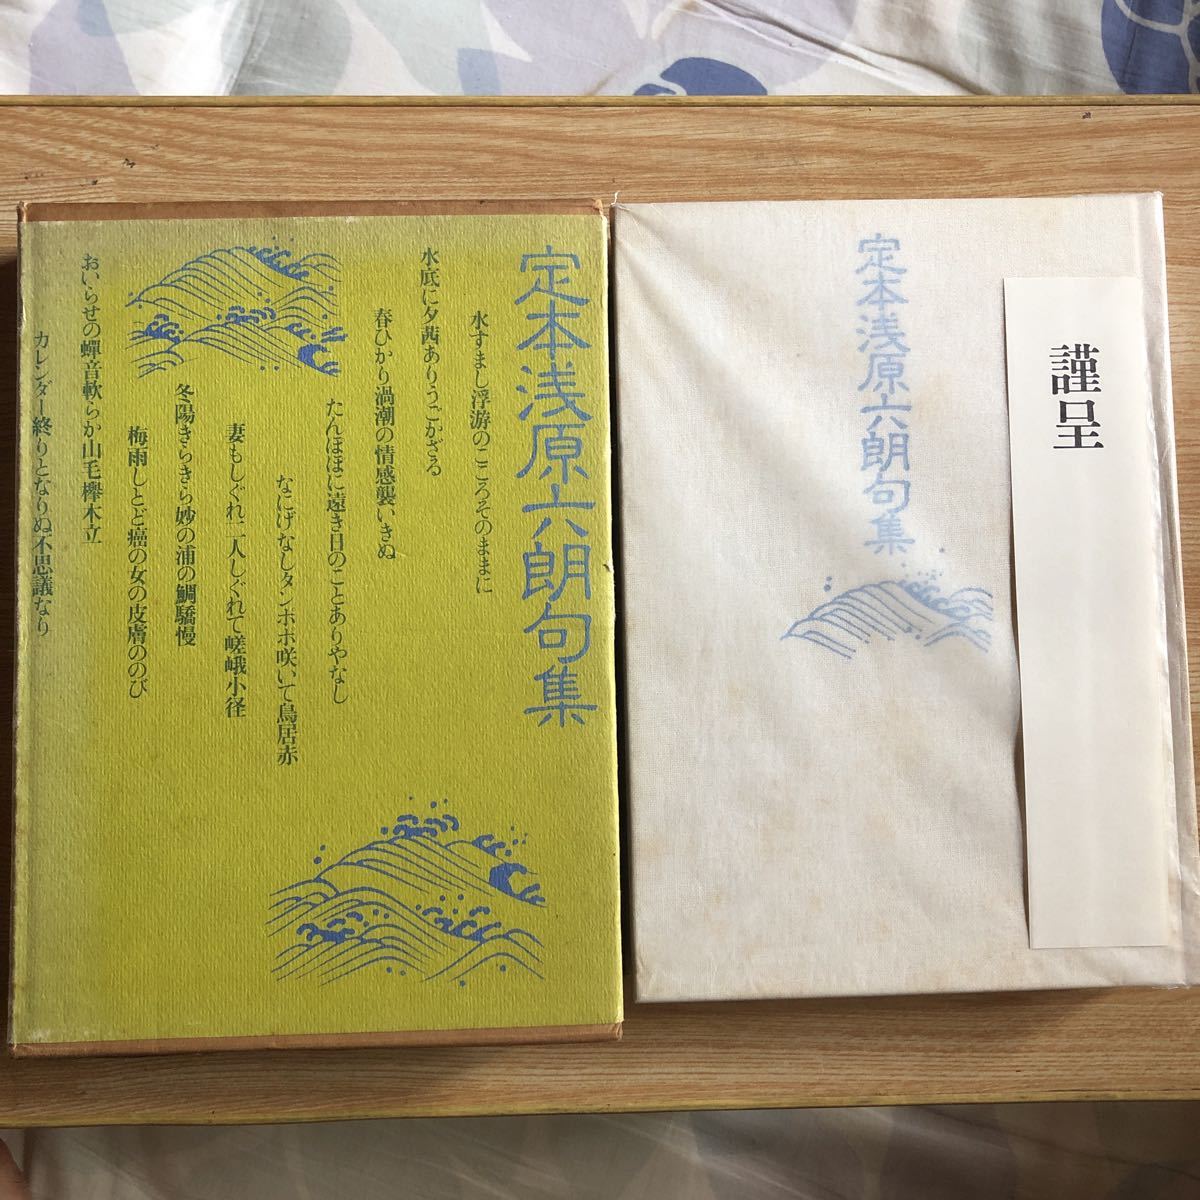 定本浅原六朗句集
水すまし浮游のこころそのままに
水底に夕茜ありうごかざる
春ひかり渦潮の情感襲いきぬ
たんほほに遠き日のことありやなし
なにげなしタンホホ咲いて鳥居赤
妻もしぐれ二人しぐれて嵯峨小径
冬陽きらきら妙の浦の鯛驕慢
梅雨しとど癌の女の皮膚ののび
おいらせの蟬音軟らか山毛欅木立
カレンダー終りとなりぬ不思議なり
定本浅原六朗句集
謹呈